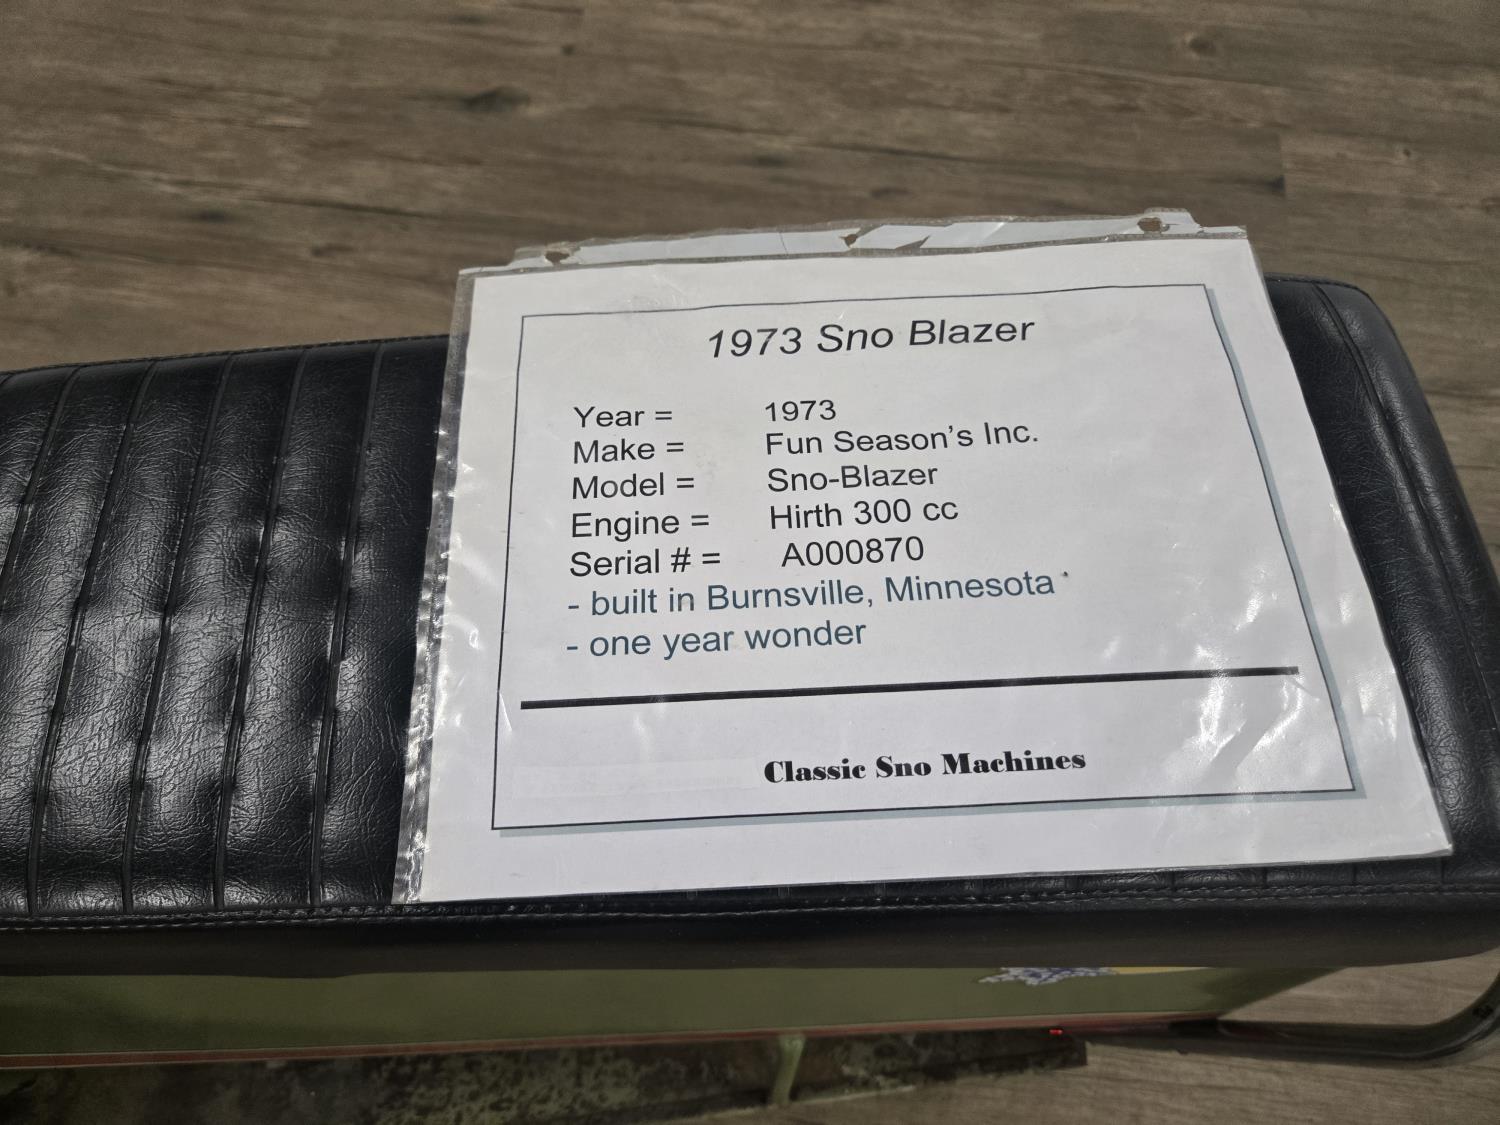 1973 Sno Blazer
Year = 1973
Make = Fun Season's Inc.
Model = Sno-Blazer
Engine = Hirth 300 cc
Serial # = A000870
- built in Burnsville, Minnesota
- one year wonder
Classic Sno Machines